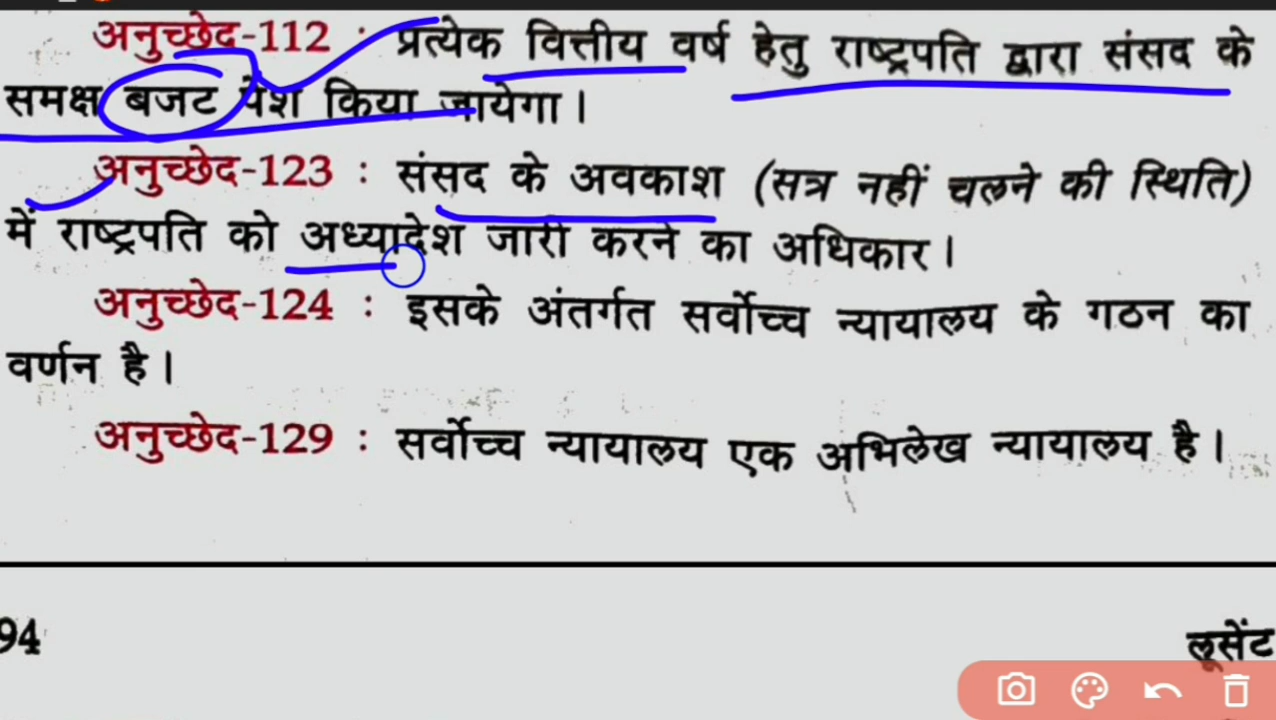 अनुच्छेद-112 : प्रत्येक वित्तीय वर्ष हेतु राष्ट्रपति द्वारा संसद के
समक्ष बजट पेश किया जायेगा।
अनुच्छेद-123 : संसद के अवकाश (सत्र नहीं चलने की स्थिति)
में राष्ट्रपति को अध्यादेश जारी करने का अधिकार।
अनुच्छेद-124 : इसके अंतर्गत सर्वोच्च न्यायालय के गठन का
वर्णन है।
अनुच्छेद-129 : सर्वोच्च न्यायालय एक अभिलेख न्यायालय है।
94 लूसेंट